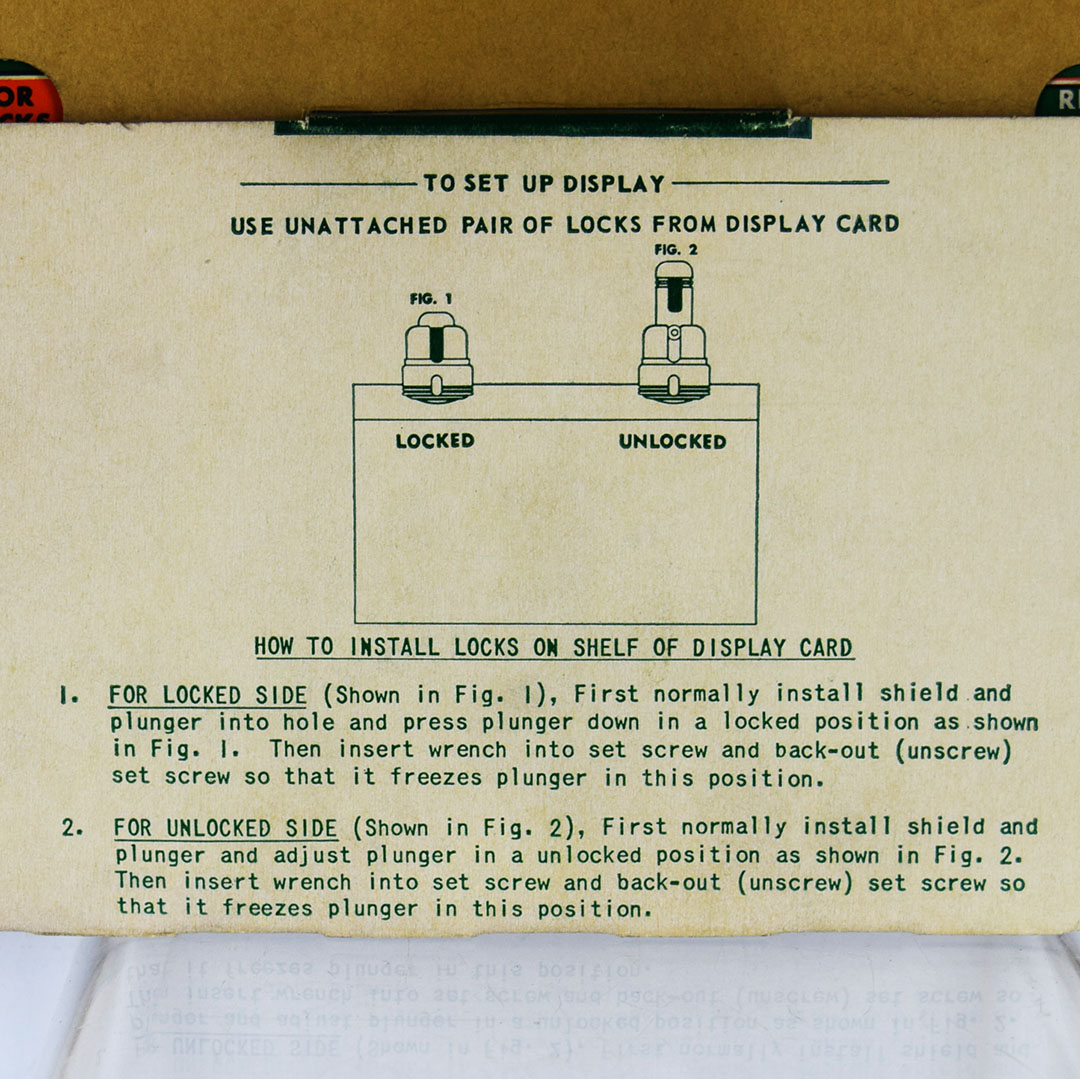 OR
TO SET UP DISPLAY
USE UNATTACHED PAIR OF LOCKS FROM DISPLAY CARD
FIG. 2
FIG. 1
LOCKED
UNLOCKED
HOW TO INSTALL LOCKS ON SHELF OF DISPLAY CARD
1. FOR LOCKED SIDE (Shown in Fig. 1), First normally install shield and
plunger into hole and press plunger down in a locked position as shown
in Fig. 1. Then insert wrench into set screw and back-out (unscrew)
set screw so that it freezes plunger in this position.
2. FOR UNLOCKED SIDE (Shown in Fig. 2), First normally install shield and
plunger and adjust plunger in a unlocked position as shown in Fig. 2.
Then insert wrench into set screw and back-out (unscrew) set screw so
that it freezes plunger in this position.